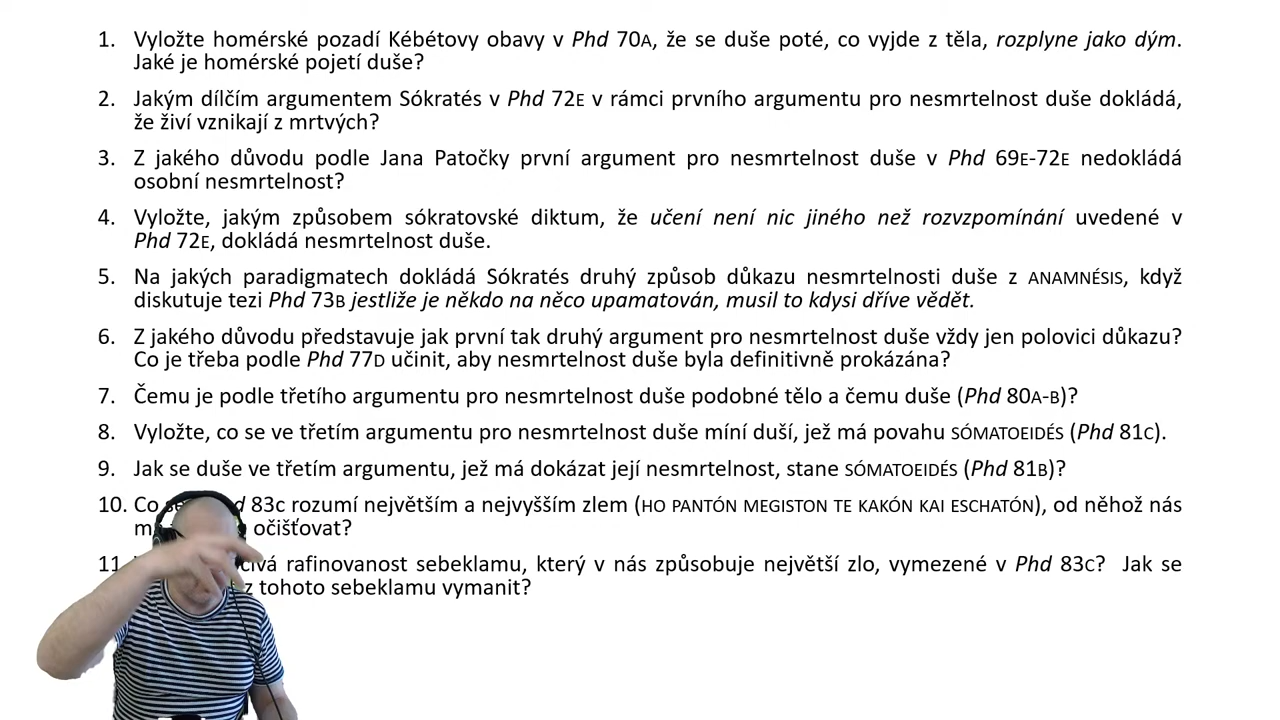 1. Vyložte homérské pozadí Kébétovy obavy v Phd 70A, že se duše poté, co vyjde z těla, rozplyne jako dým.
Jaké je homérské pojetí duše?
2. Jakým dílčím argumentem Sókratés v Phd 72E v rámci prvního argumentu pro nesmrtelnost duše dokládá,
že živí vznikají z mrtvých?
3. Z jakého důvodu podle Jana Patočky první argument pro nesmrtelnost duše v Phd 69E-72E nedokládá
osobní nesmrtelnost?
4. Vyložte, jakým způsobem sókratovské diktum, že učení není nic jiného než rozvzpomínání uvedené v
Phd 72E, dokládá nesmrtelnost duše.
5. Na jakých paradigmatech dokládá Sókratés druhý způsob důkazu nesmrtelnosti duše z ANAMNÉSIS, když
diskutuje tezi Phd 73B jestliže je někdo na něco upamatován, musil to kdysi dříve vědět.
6. Z jakého důvodu představuje jak první tak druhý argument pro nesmrtelnost duše vždy jen polovici důkazu?
Co je třeba podle Phd 77D učinit, aby nesmrtelnost duše byla definitivně prokázána?
7. Čemu je podle třetího argumentu pro nesmrtelnost duše podobné tělo a čemu duše (Phd 80A-B)?
8. Vyložte, co se ve třetím argumentu pro nesmrtelnost duše míní duší, jež má povahu SÓMATOEIDÉS (Phd 81C).
9. Jak se duše ve třetím argumentu, jež má dokázat její nesmrtelnost, stane SÓMATOEIDÉS (Phd 81B)?
10. Co 83c rozumí největším a nejvyšším zlem (HO PANTÓN MEGISTON TE KAKÓN KAI ESCHATÓN), od něhož nás
očišťovat?
11 rafinovanost sebeklamu, který v nás způsobuje největší zlo, vymezené v Phd 83C? Jak se
z tohoto sebeklamu vymanit?